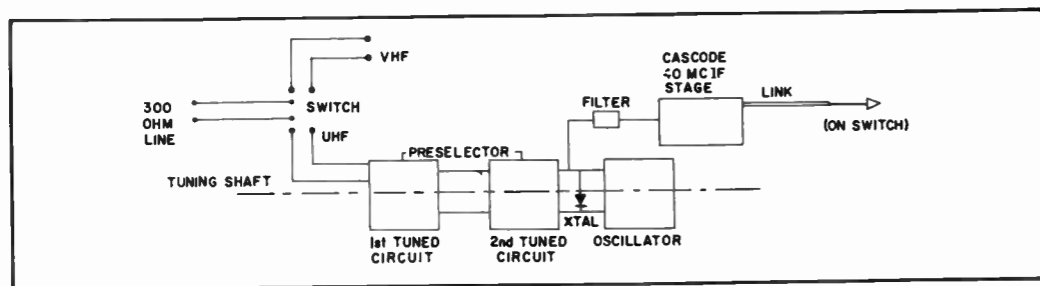 VHF
300
OHM
LINE
SWITCH
UHF
CASCODE
40 MC IF
STAGE
LINK
FILTER
(ON SWITCH)
PRESELECTOR
TUNING SHAFT
XTAL
1st TUNED
CIRCUIT
2nd TUNED
CIRCUIT
OSCILLATOR